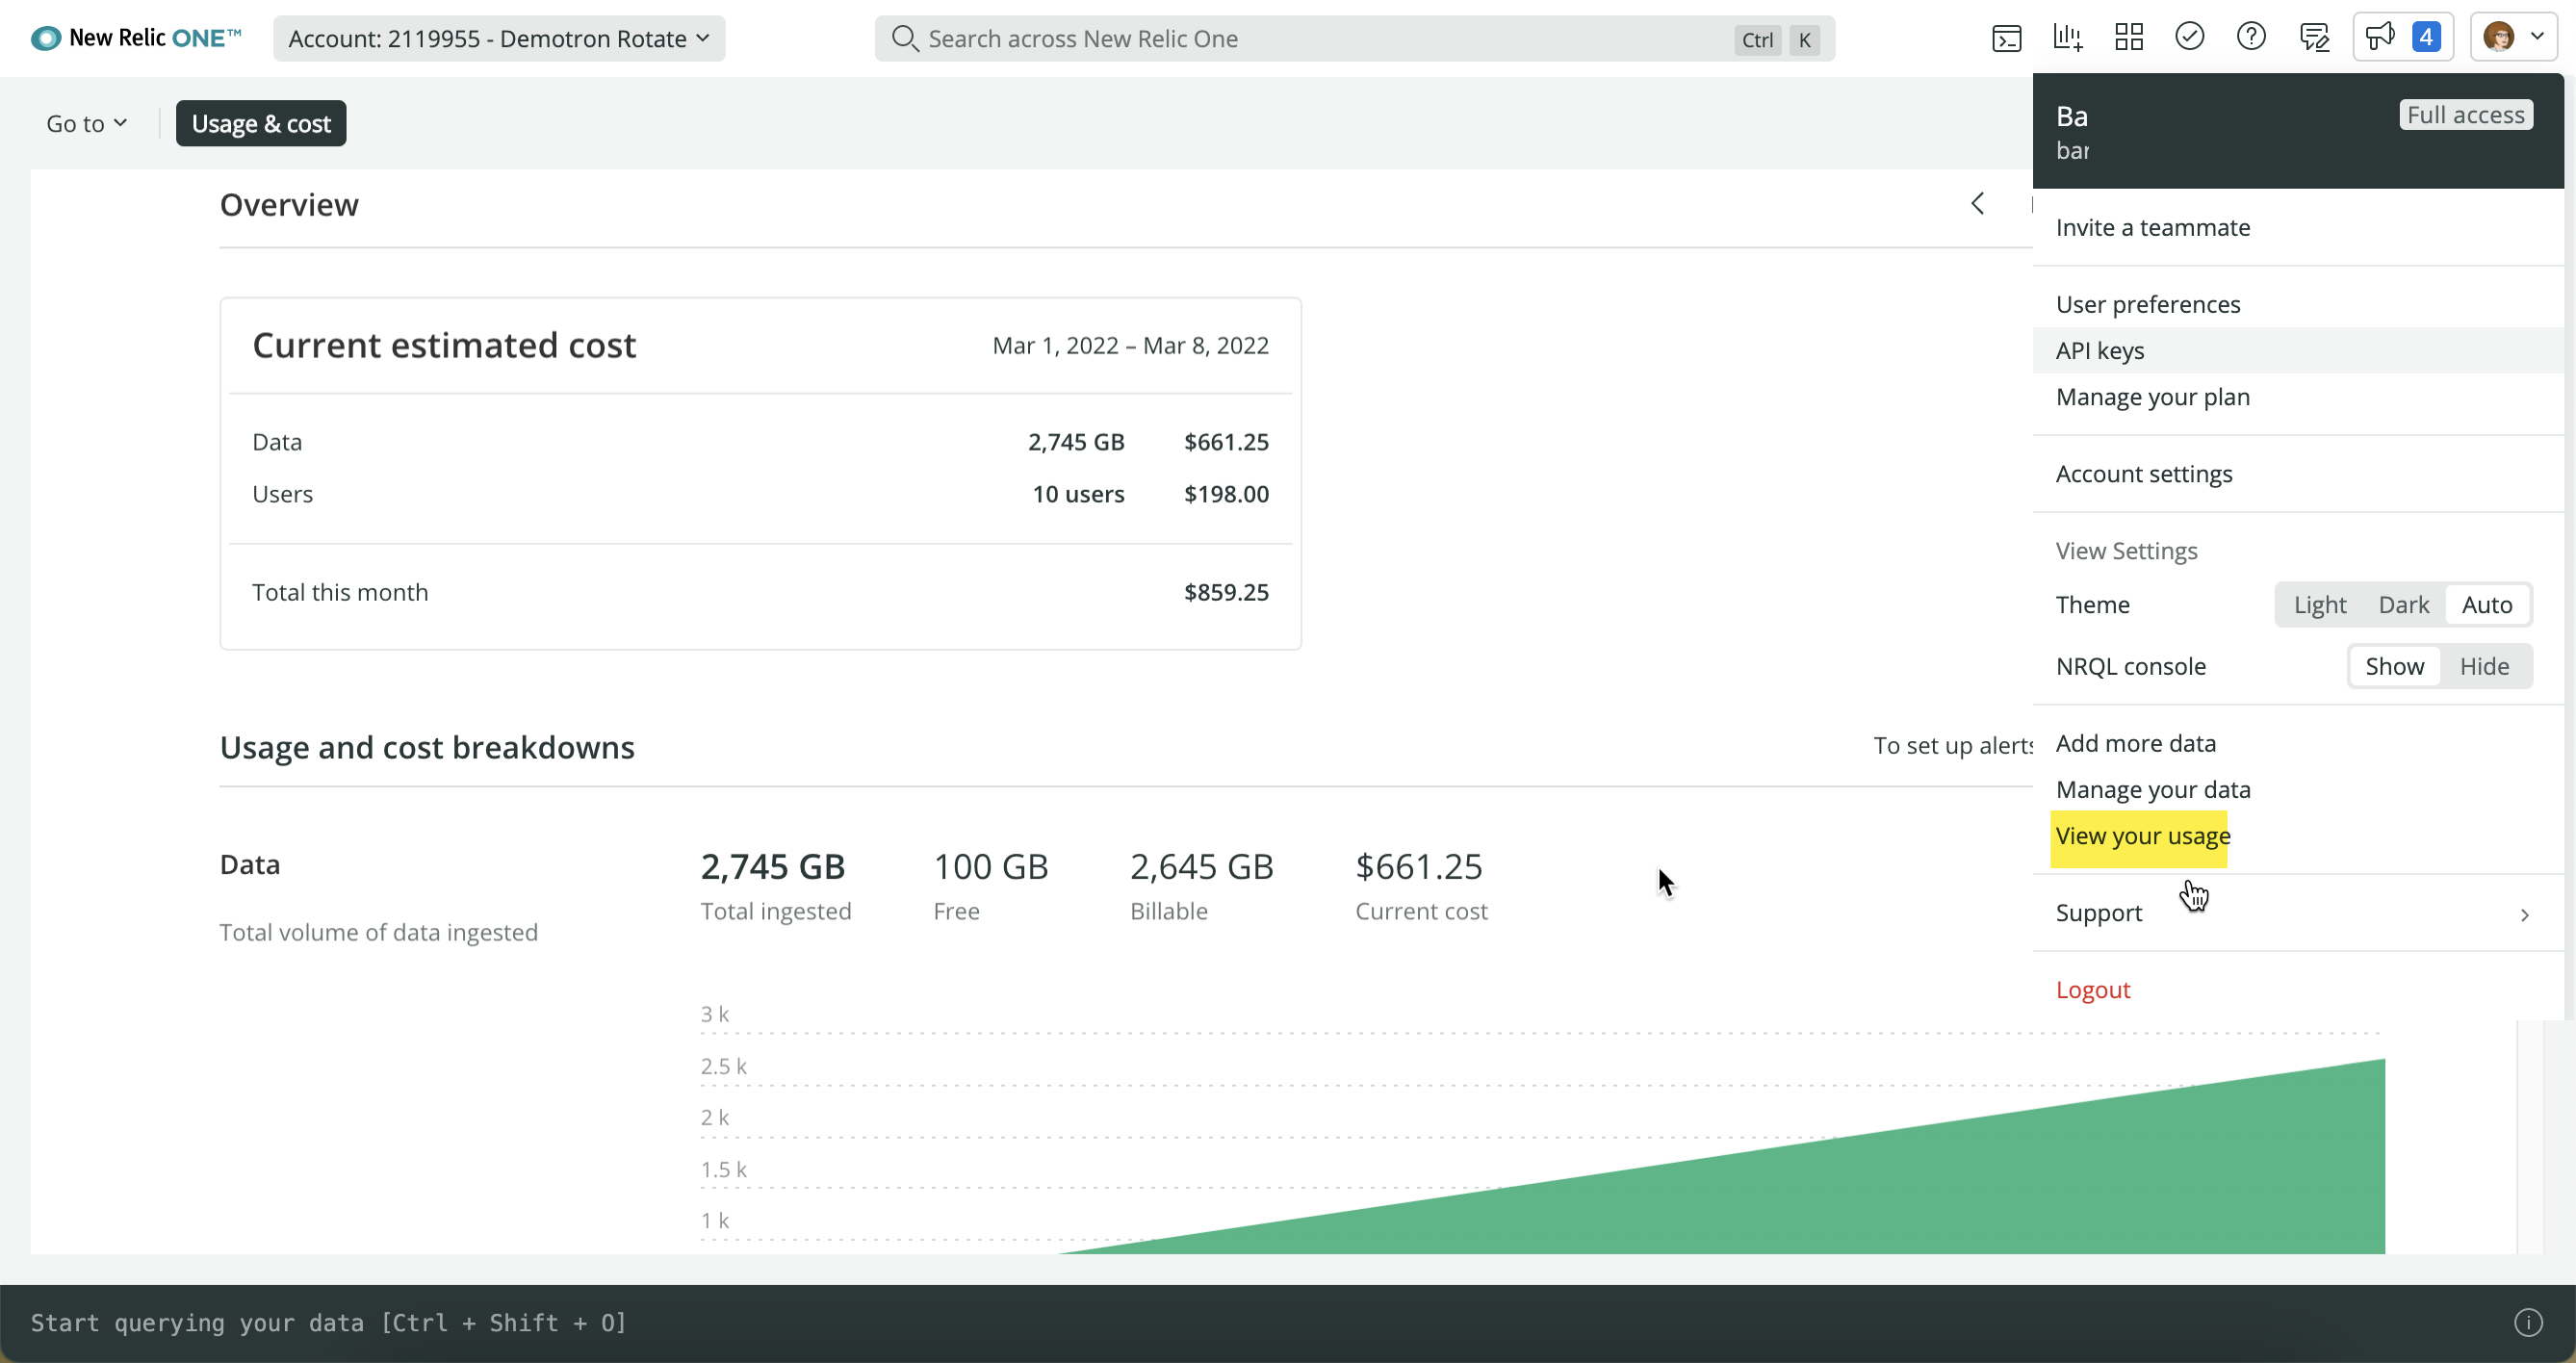 New Relic ONE™
Account: 2119955 - Demotron Rotate
Search across New Relic One
Ctrl K
4
Go to
Usage & cost
Ba
Full access
bar
Invite a teammate
User preferences
API keys
Manage your plan
Account settings
View Settings
Theme
Light Dark Auto
NRQL console
Show Hide
Add more data
Manage your data
View your usage
Support
Logout
Overview
Current estimated cost
Mar 1, 2022 – Mar 8, 2022
Data 2,745 GB $661.25
Users 10 users $198.00
Total this month $859.25
Usage and cost breakdowns
To set up alerts
Data
Total volume of data ingested
2,745 GB
Total ingested
100 GB
Free
2,645 GB
Billable
$661.25
Current cost
3 k
2.5 k
2 k
1.5 k
1 k
Start querying your data [Ctrl + Shift + O]